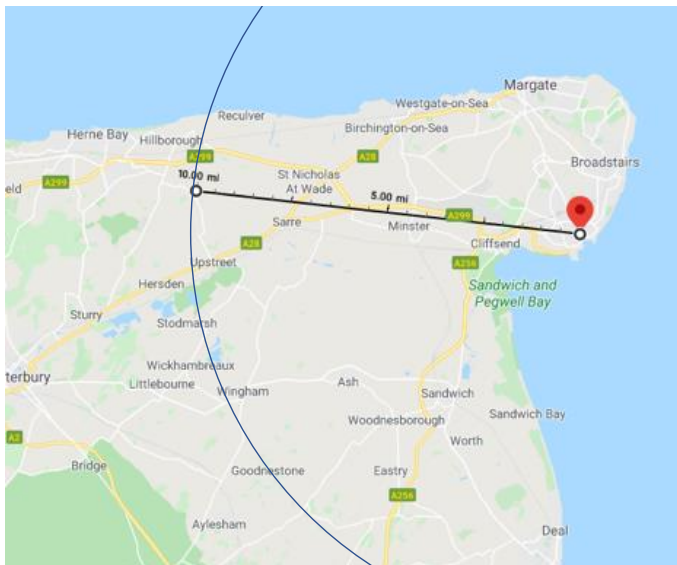 Margate
Westgate-on-Sea
Reculver
Birchington-on-Sea
Herne Bay
Hillborough
A299
A28
Broadstairs
10.00 mi
St Nicholas
At Wade
A299
eld
5.00 mi
A299
Sarre
Minster
Cliffsend
A28
Upstreet
A256
Hersden
Sandwich and
Pegwell Bay
Sturry
Stodmarsh
Wickhambreaux
terbury
Littlebourne
Wingham
Ash
Sandwich
Sandwich Bay
Woodnesborough
A2
Worth
Bridge
Goodnestone
Eastry
A256
Aylesham
Deal